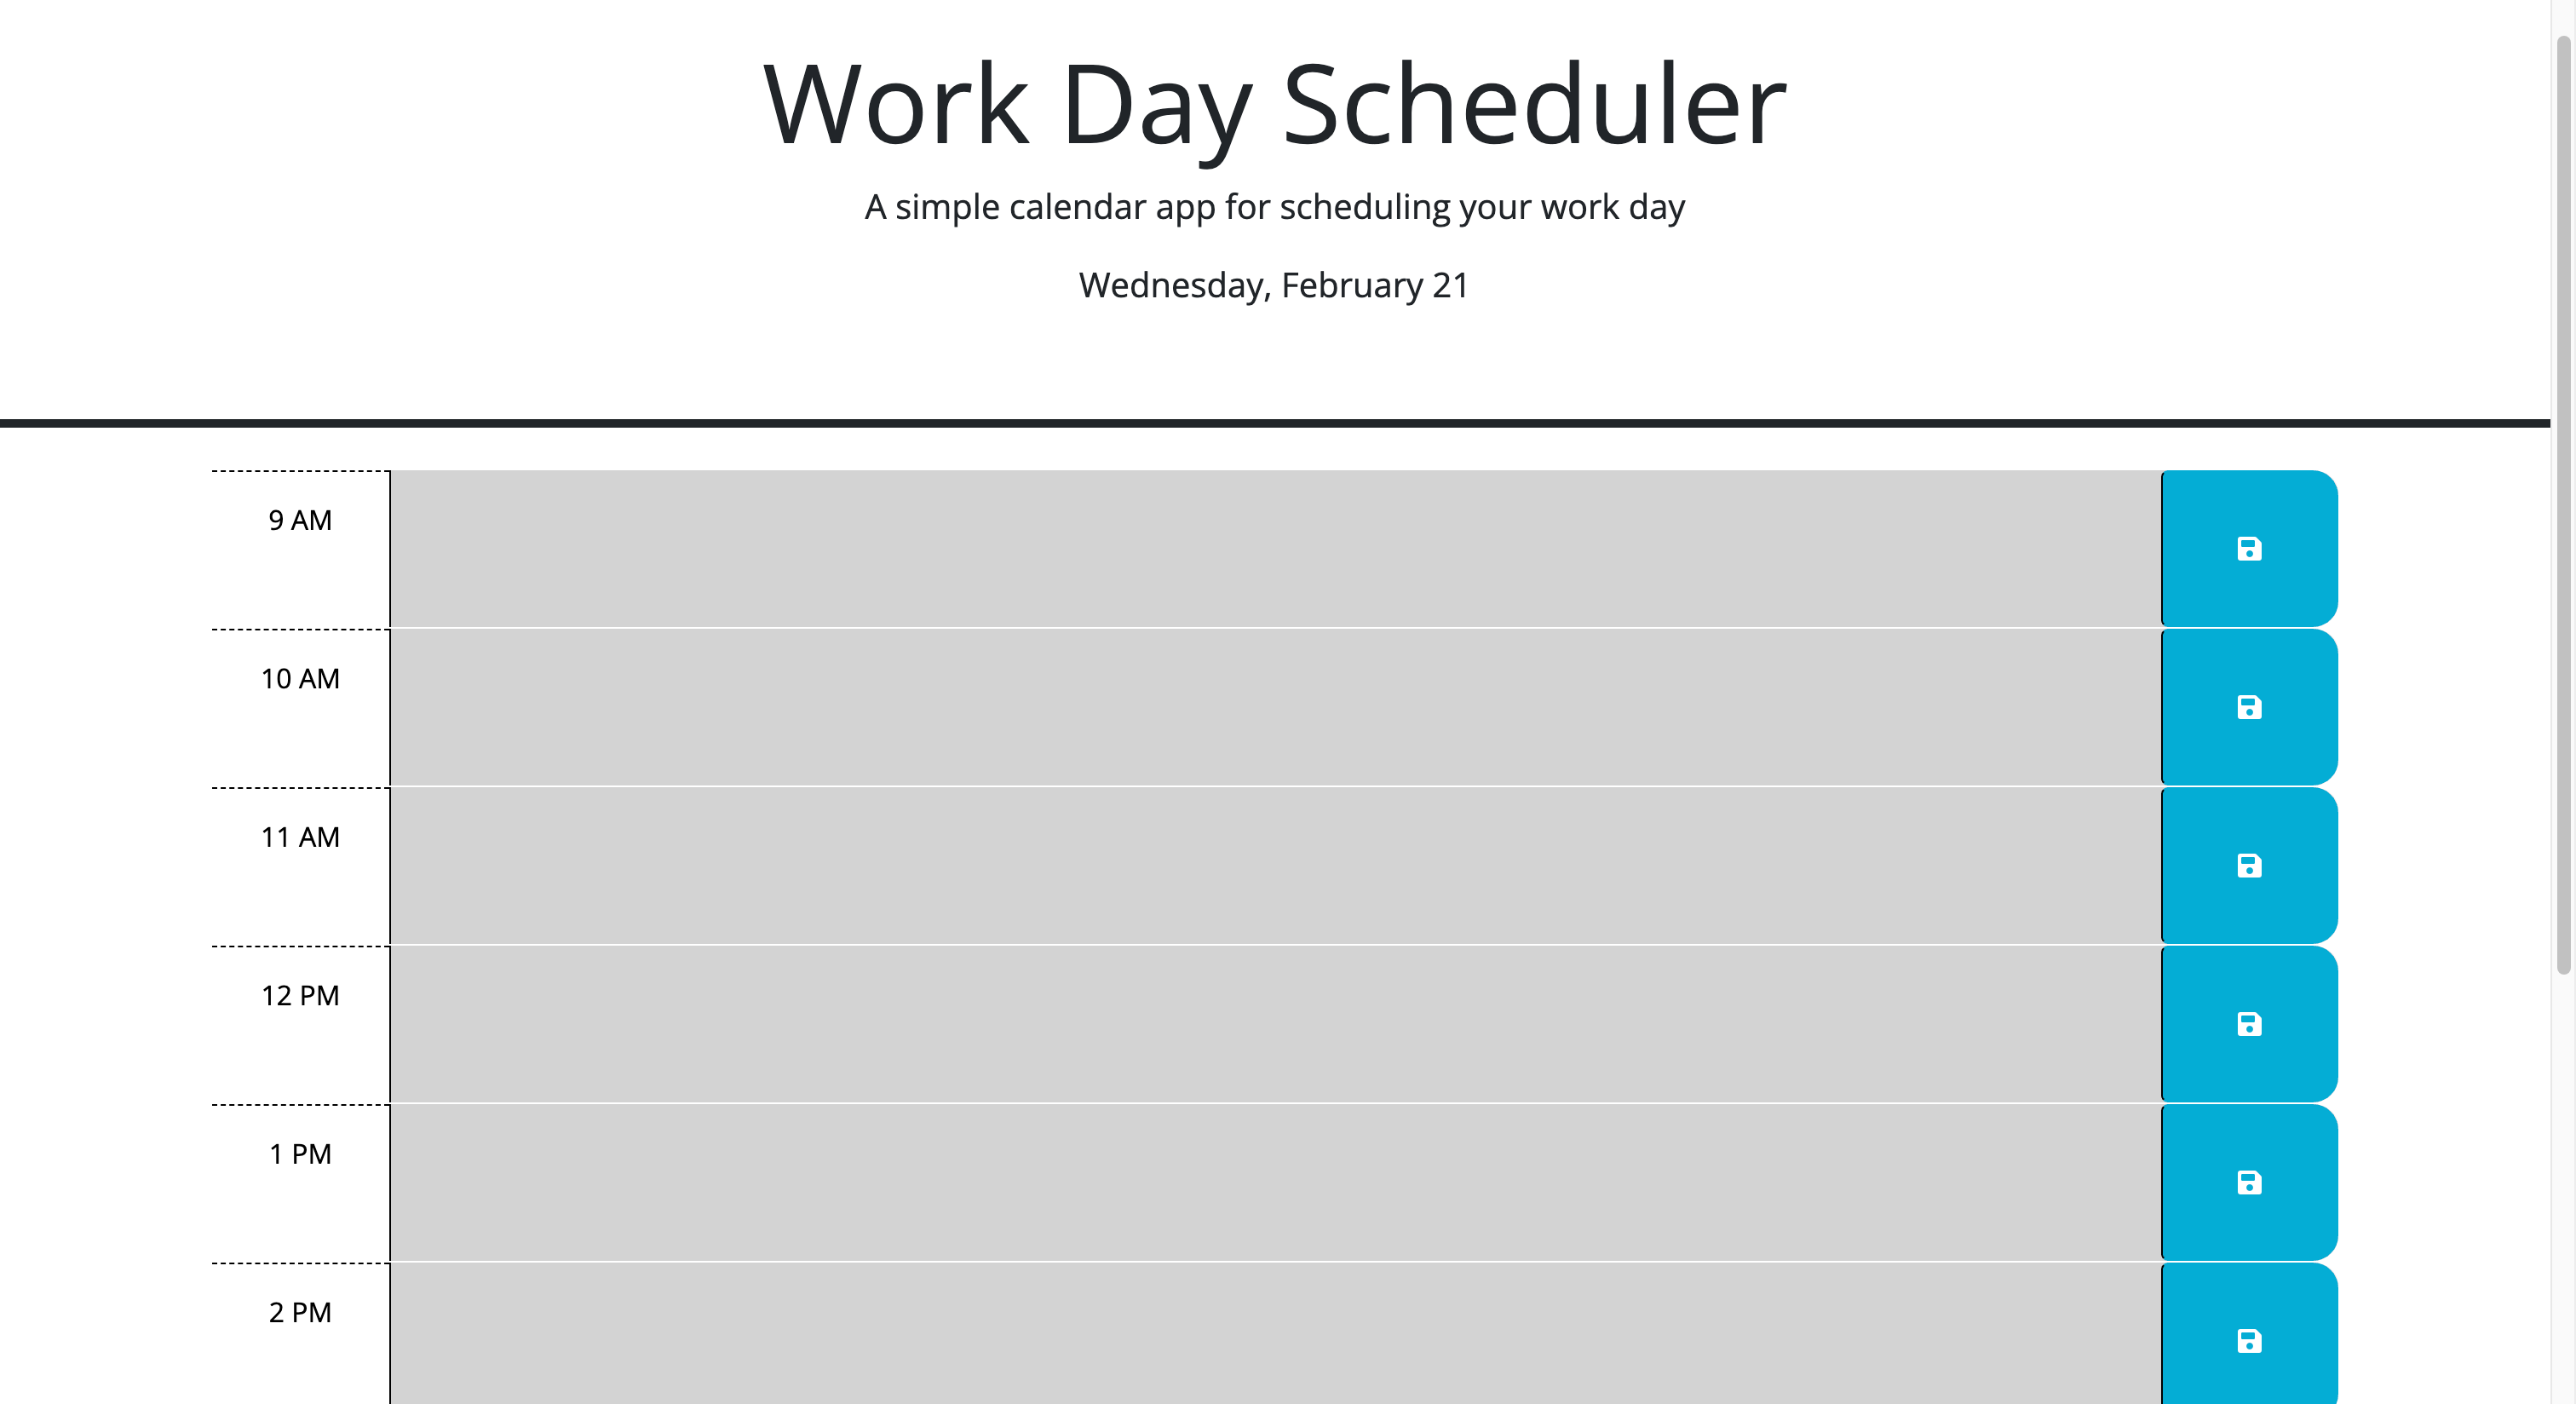 Work Day Scheduler
A simple calendar app for scheduling your work day
Wednesday, February 21
9 AM
10 AM
11 AM
12 PM
1 PM
2 PM